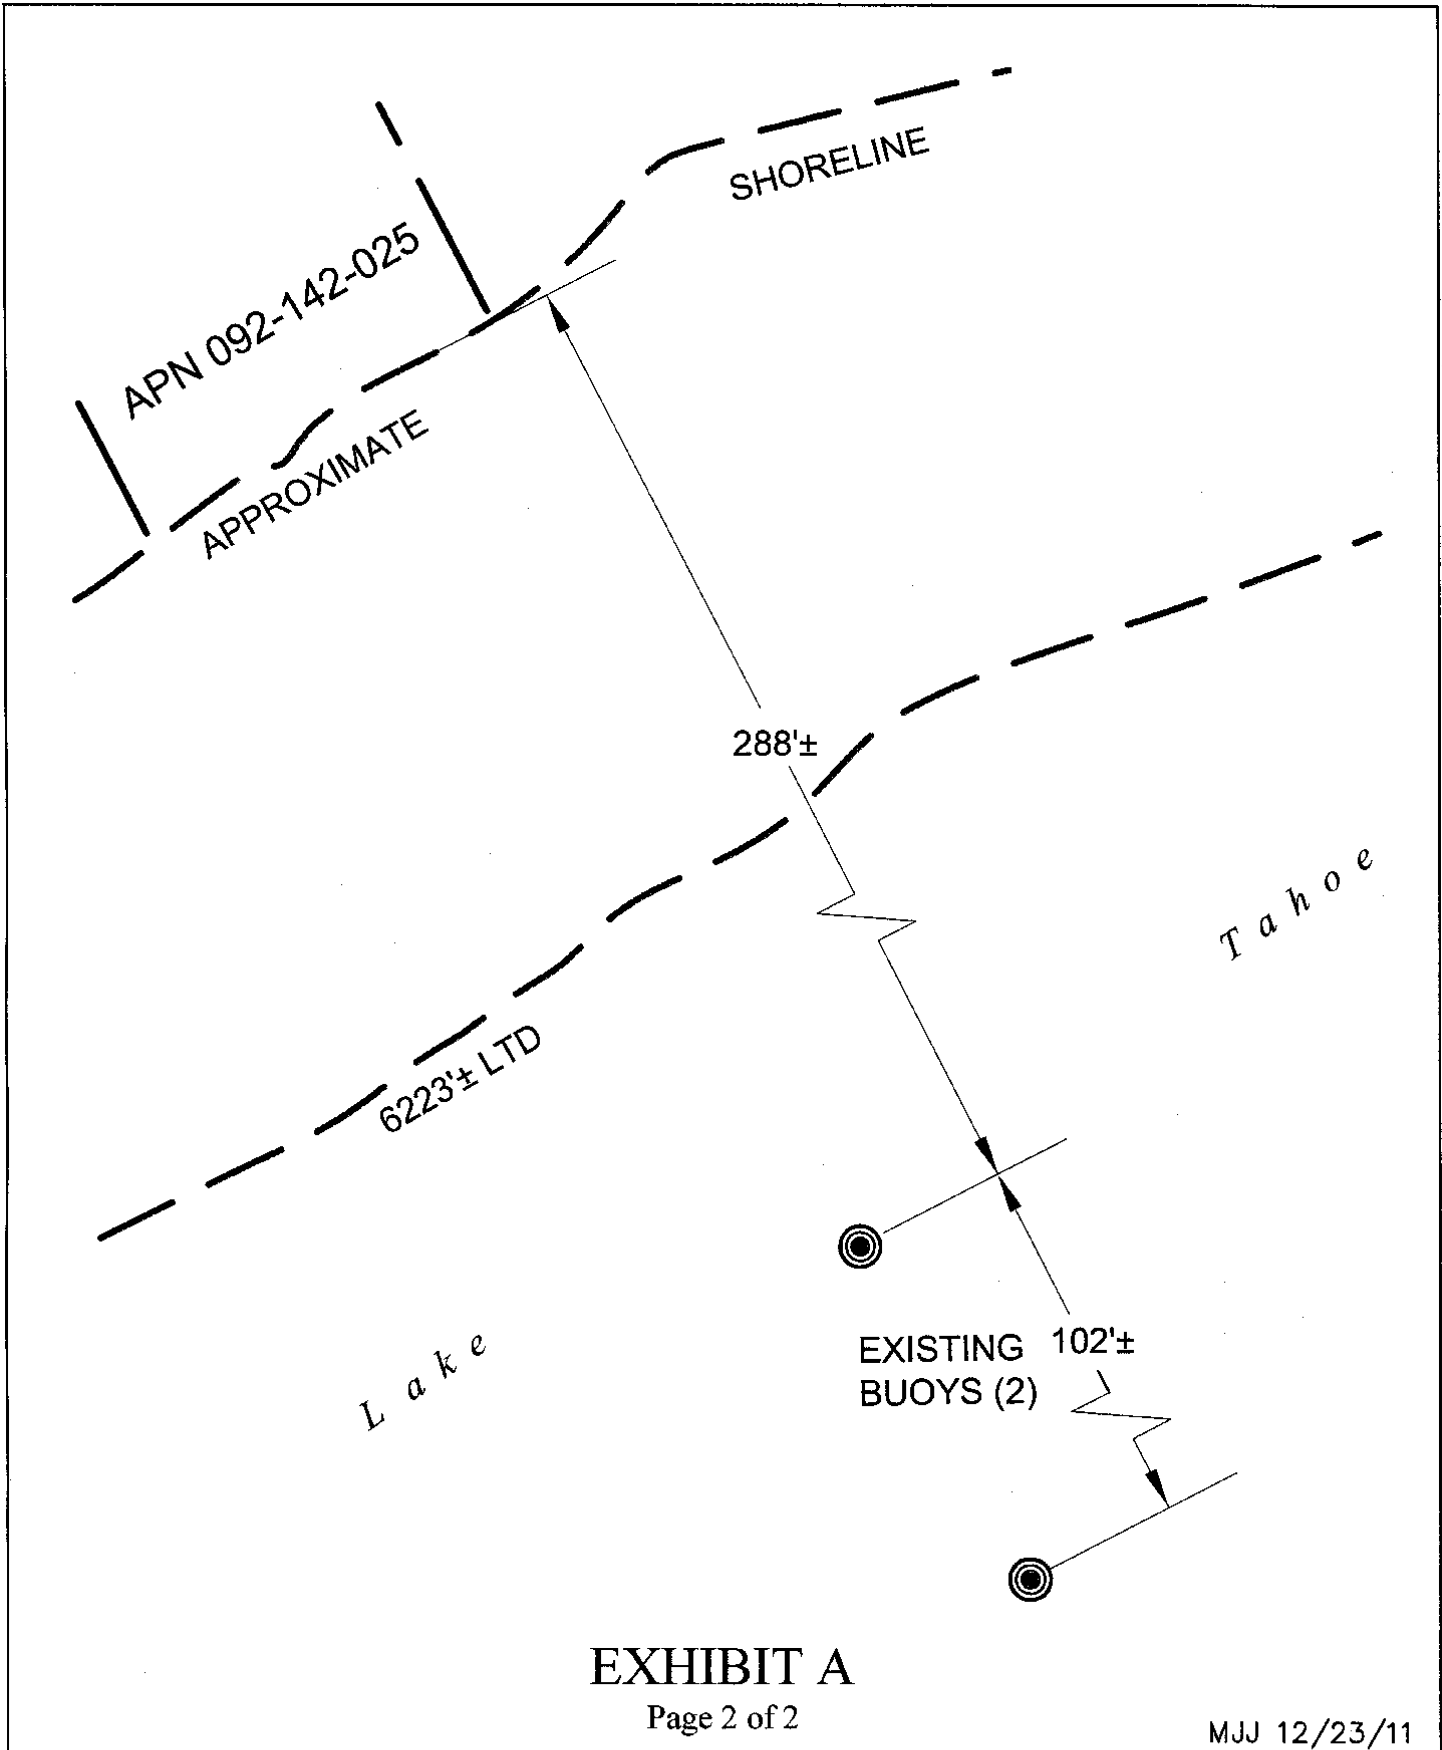 SHORELINE
APN 092-142-025
APPROXIMATE
288'±
Tahoe
6223'± LTD
Lake
EXISTING
BUOYS (2)
102'±
EXHIBIT A
Page 2 of 2
MJJ 12/23/11